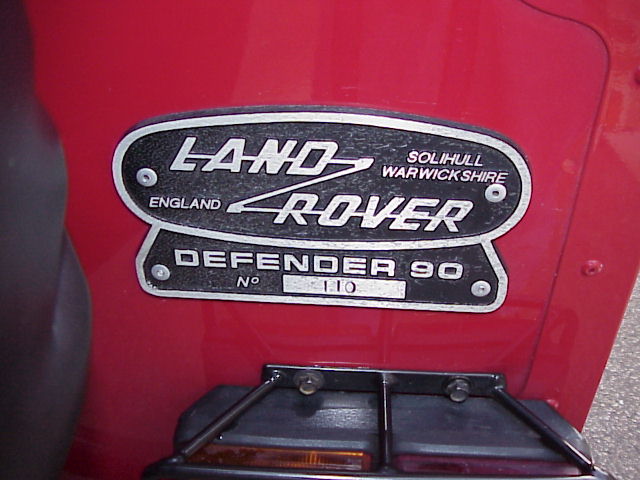 LAND
SOLIHULL
WARWICKSHIRE
ENGLAND
ROVER
DEFENDER 90
Nº 110